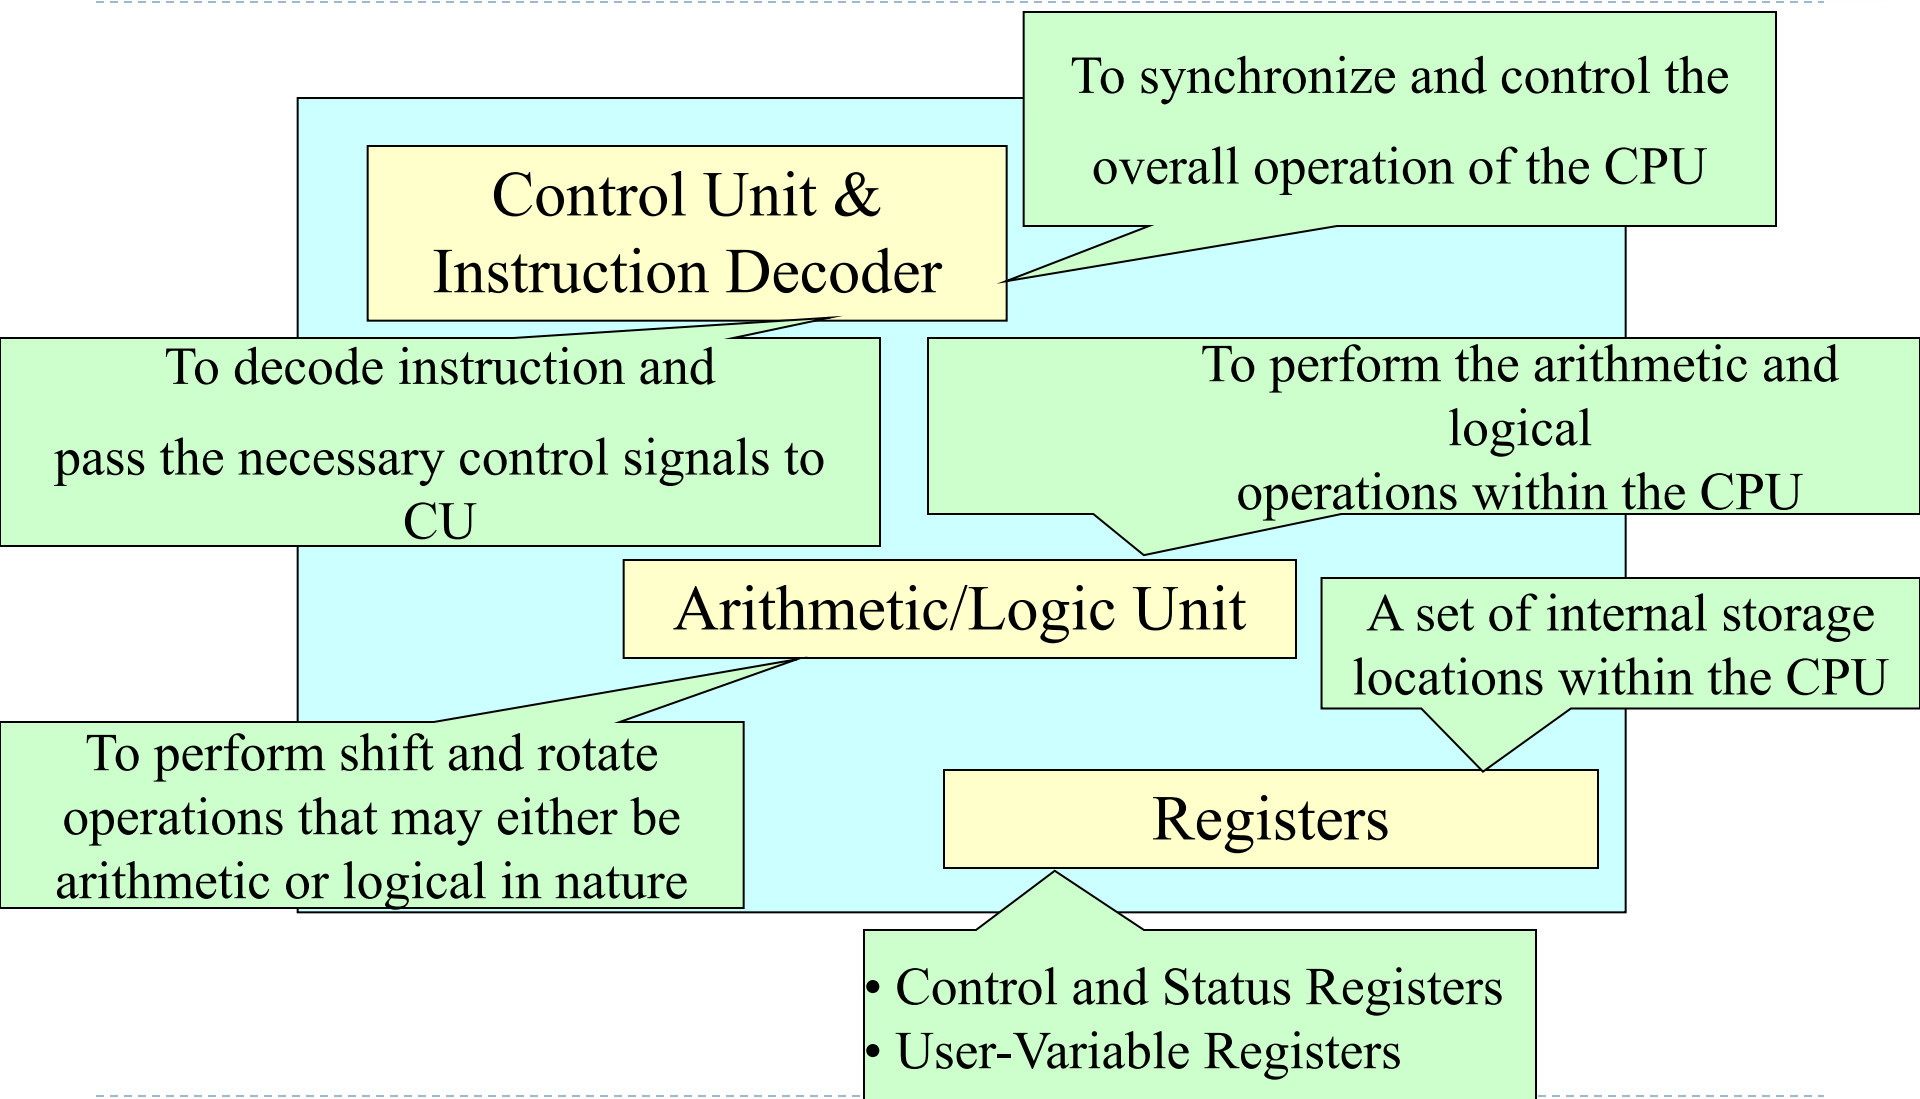 To synchronize and control the
overall operation of the CPU
Control Unit &
Instruction Decoder
To decode instruction and
pass the necessary control signals to
CU
To perform the arithmetic and
logical
operations within the CPU
Arithmetic/Logic Unit
A set of internal storage
locations within the CPU
To perform shift and rotate
operations that may either be
arithmetic or logical in nature
Registers
• Control and Status Registers
• User-Variable Registers